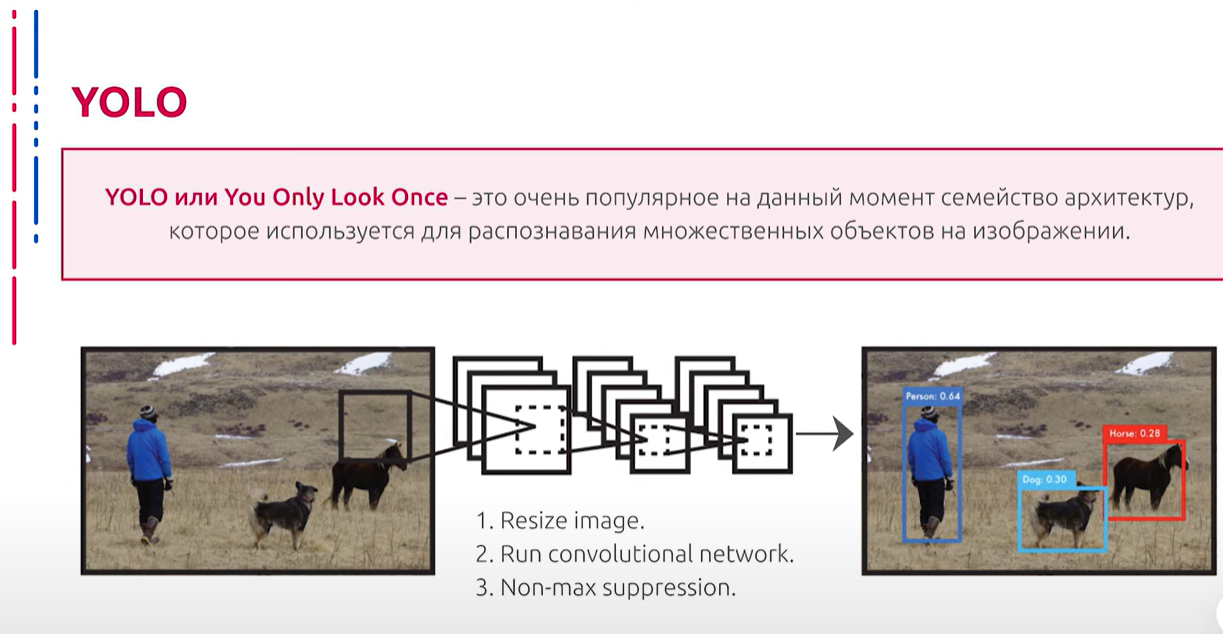 YOLO
YOLO или You Only Look Once – это очень популярное на данный момент семейство архитектур,
которое используется для распознавания множественных объектов на изображении.
1. Resize image.
2. Run convolutional network.
3. Non-max suppression.
Person: 0.64
Horse: 0.28
Dog: 0.30